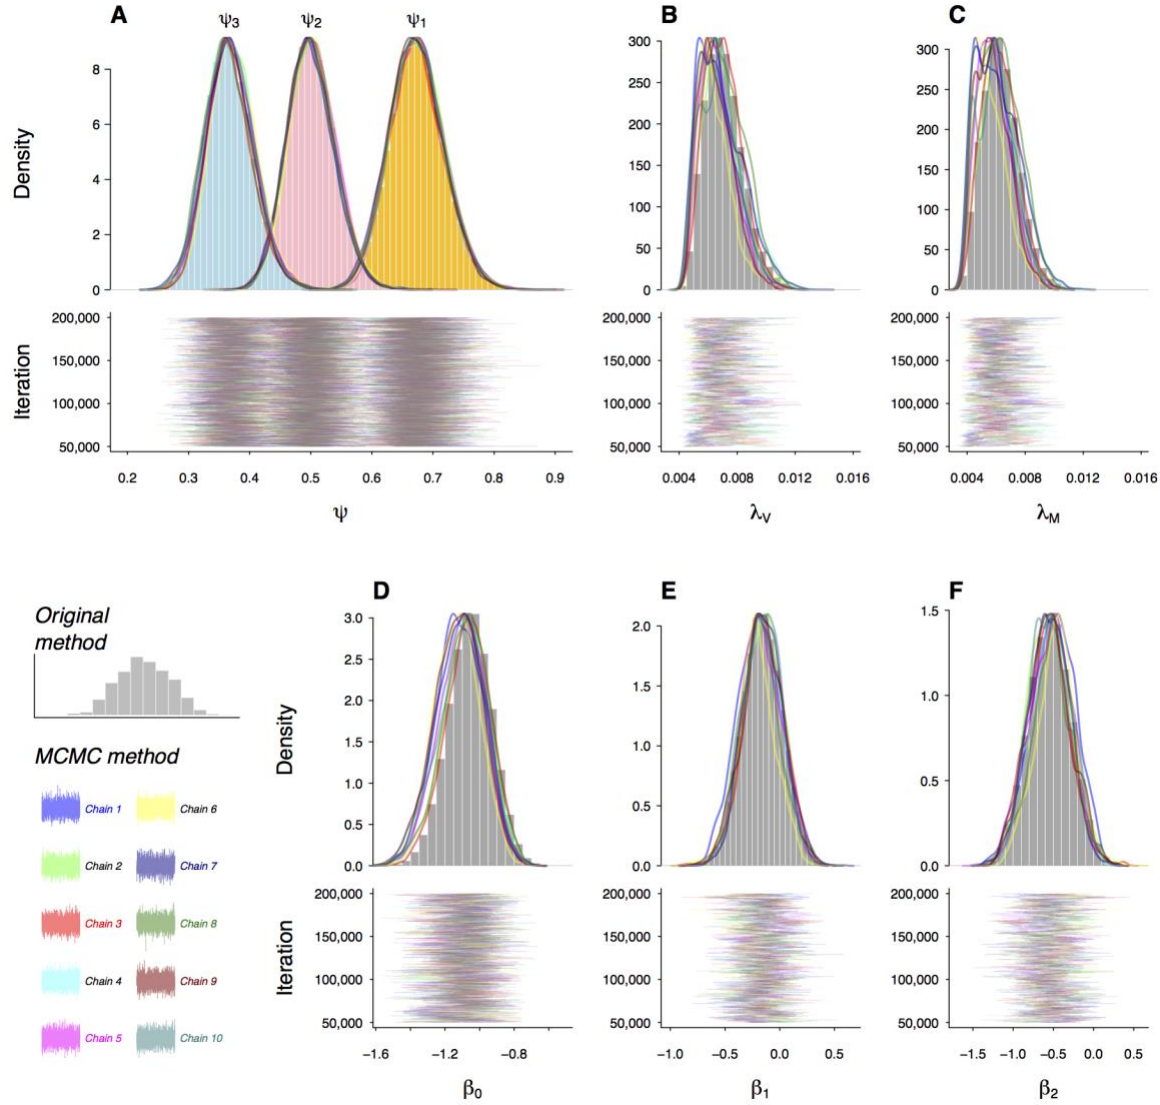 A
ψ3
ψ2
ψ1
Density
8
6
4
2
0
Iteration
200,000
150,000
100,000
50,000
0.2 0.3 0.4 0.5 0.6 0.7 0.8 0.9
ψ
B
300
250
200
150
100
50
0
200,000
150,000
100,000
50,000
0.004 0.008 0.012 0.016
λV
C
300
250
200
150
100
50
0
200,000
150,000
100,000
50,000
0.004 0.008 0.012 0.016
λM
Original
method
MCMC method
Chain 1
Chain 2
Chain 3
Chain 4
Chain 5
Chain 6
Chain 7
Chain 8
Chain 9
Chain 10
D
Density
3.0
2.5
2.0
1.5
1.0
0.5
0.0
Iteration
200,000
150,000
100,000
50,000
−1.6 −1.2 −0.8
β0
E
2.0
1.5
1.0
0.5
0.0
200,000
150,000
100,000
50,000
−1.0 −0.5 0.0 0.5
β1
F
1.5
1.0
0.5
0.0
200,000
150,000
100,000
50,000
−1.5 −1.0 −0.5 0.0 0.5
β2